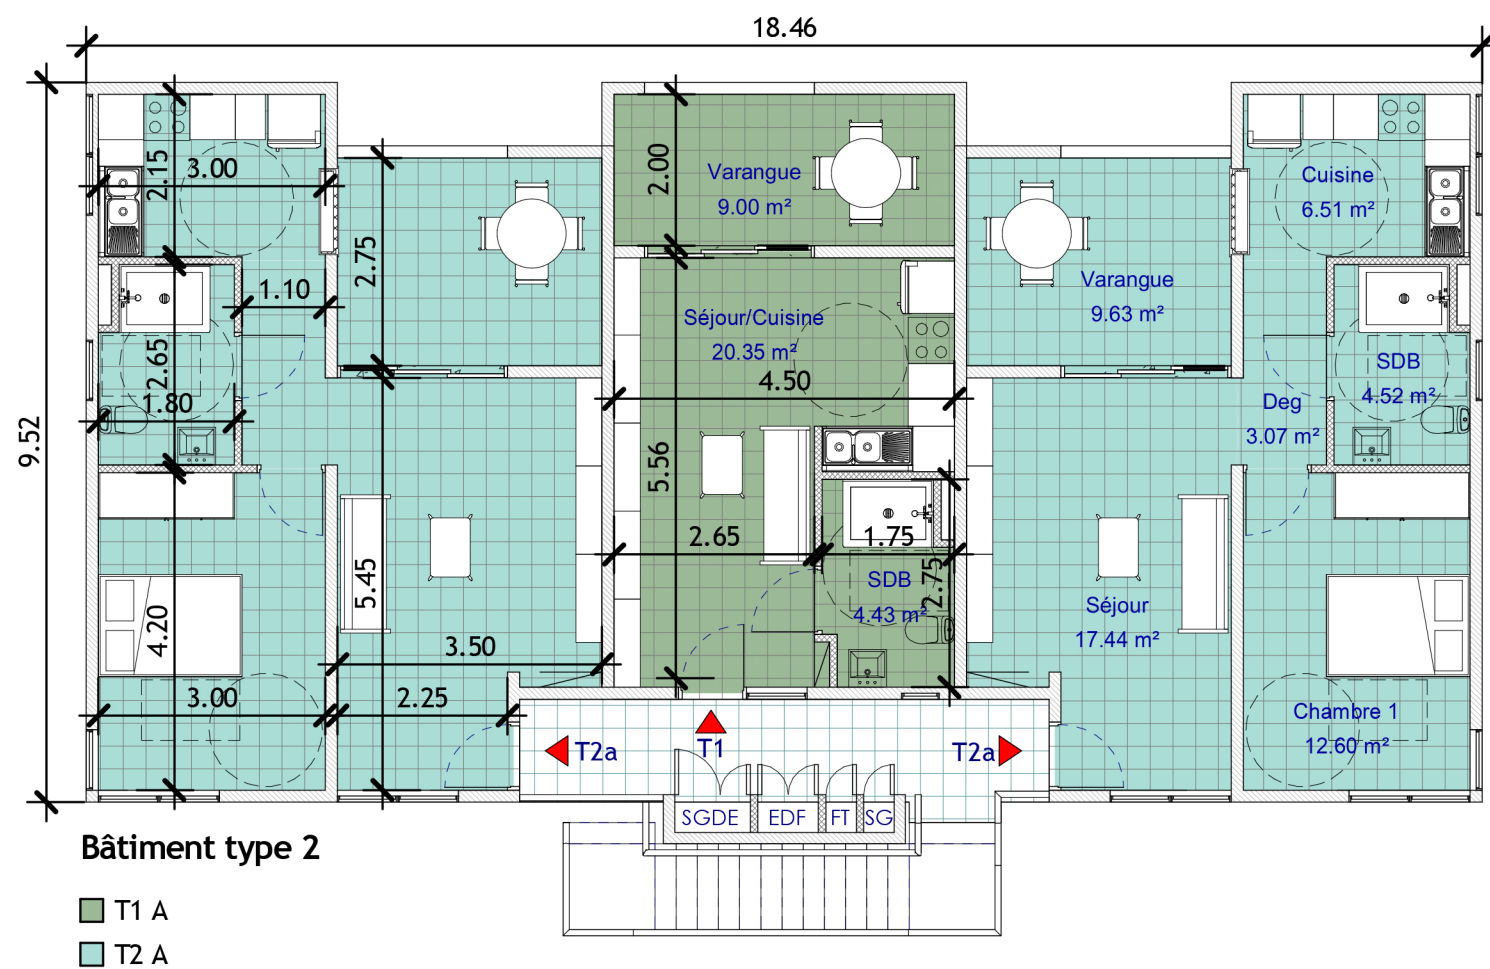 18.46
9.52
2.15
3.00
2.00
Varangue
9.00 m²
Cuisine
6.51 m²
2.75
1.10
Varangue
9.63 m²
Séjour/Cuisine
20.35 m²
2.65
1.80
4.50
SDB
4.52 m²
Deg
3.07 m²
5.56
2.65
1.75
SDB
4.43 m²
2.75
5.45
4.20
Séjour
17.44 m²
3.50
3.00
2.25
Chambre 1
12.60 m²
T2a
T1
T2a
SGDE
EDF
FT
SG
Bâtiment type 2
T1 A
T2 A